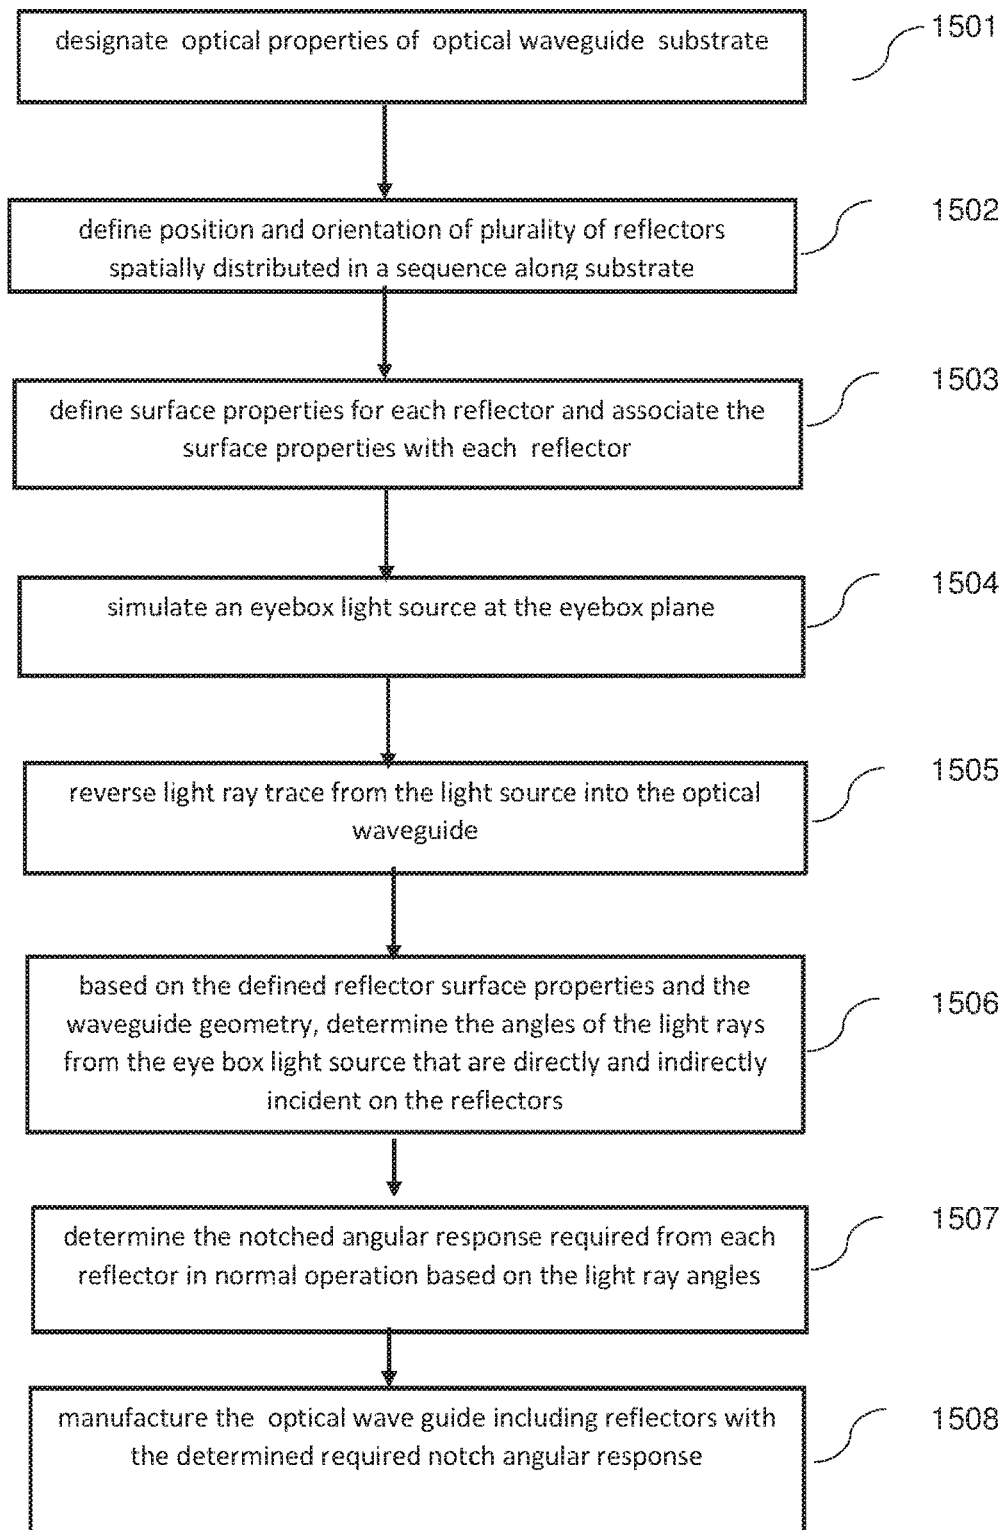 designate optical properties of optical waveguide substrate
1501
define position and orientation of plurality of reflectors
spatially distributed in a sequence along substrate
1502
define surface properties for each reflector and associate the
surface properties with each reflector
1503
simulate an eyebox light source at the eyebox plane
1504
reverse light ray trace from the light source into the optical
waveguide
1505
based on the defined reflector surface properties and the
waveguide geometry, determine the angles of the light rays
from the eye box light source that are directly and indirectly
incident on the reflectors
1506
determine the notched angular response required from each
reflector in normal operation based on the light ray angles
1507
manufacture the optical wave guide including reflectors with
the determined required notch angular response
1508